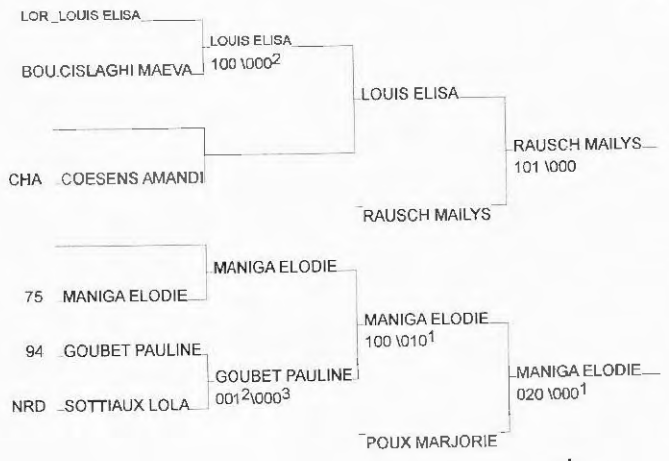 LOR LOUIS ELISA
LOUIS ELISA
100 \000²
BOU.CISLAGHI MAEVA
LOUIS ELISA
RAUSCH MAILYS
101 \000
CHA COESENS AMANDI
RAUSCH MAILYS
MANIGA ELODIE
75 MANIGA ELODIE
MANIGA ELODIE
100 \010¹
94 GOUBET PAULINE
GOUBET PAULINE
001²\000³
MANIGA ELODIE
020 \000¹
NRD SOTTIAUX LOLA
POUX MARJORIE